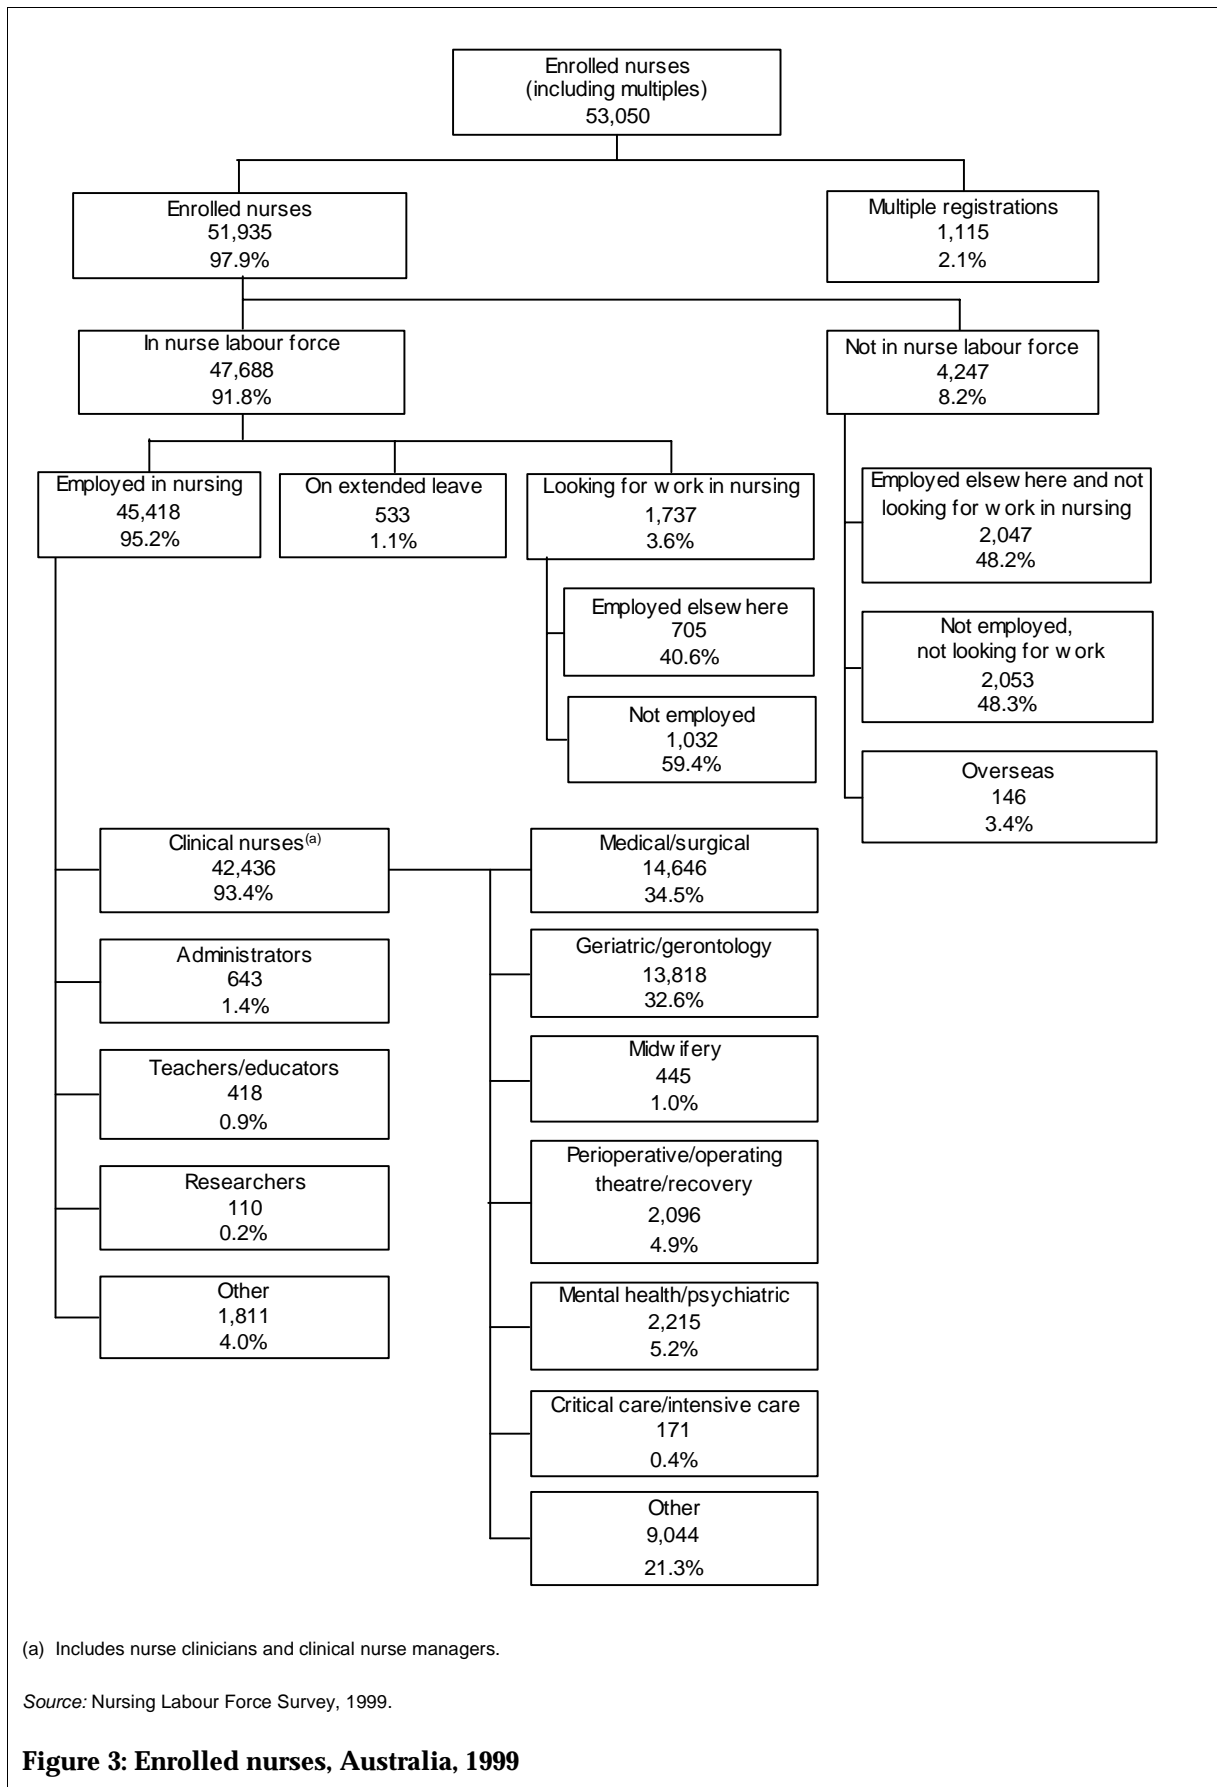 Enrolled nurses
(including multiples)
53,050
Enrolled nurses
51,935
97.9%
Multiple registrations
1,115
2.1%
In nurse labour force
47,688
91.8%
Not in nurse labour force
4,247
8.2%
Employed in nursing
45,418
95.2%
On extended leave
533
1.1%
Looking for work in nursing
1,737
3.6%
Employed elsewhere and not
looking for work in nursing
2,047
48.2%
Employed elsewhere
705
40.6%
Not employed,
not looking for work
2,053
48.3%
Not employed
1,032
59.4%
Overseas
146
3.4%
Clinical nurses(a)
42,436
93.4%
Medical/surgical
14,646
34.5%
Administrators
643
1.4%
Geriatric/gerontology
13,818
32.6%
Teachers/educators
418
0.9%
Midwifery
445
1.0%
Researchers
110
0.2%
Perioperative/operating
theatre/recovery
2,096
4.9%
Other
1,811
4.0%
Mental health/psychiatric
2,215
5.2%
Critical care/intensive care
171
0.4%
Other
9,044
21.3%
(a) Includes nurse clinicians and clinical nurse managers.
Source: Nursing Labour Force Survey, 1999.
Figure 3: Enrolled nurses, Australia, 1999